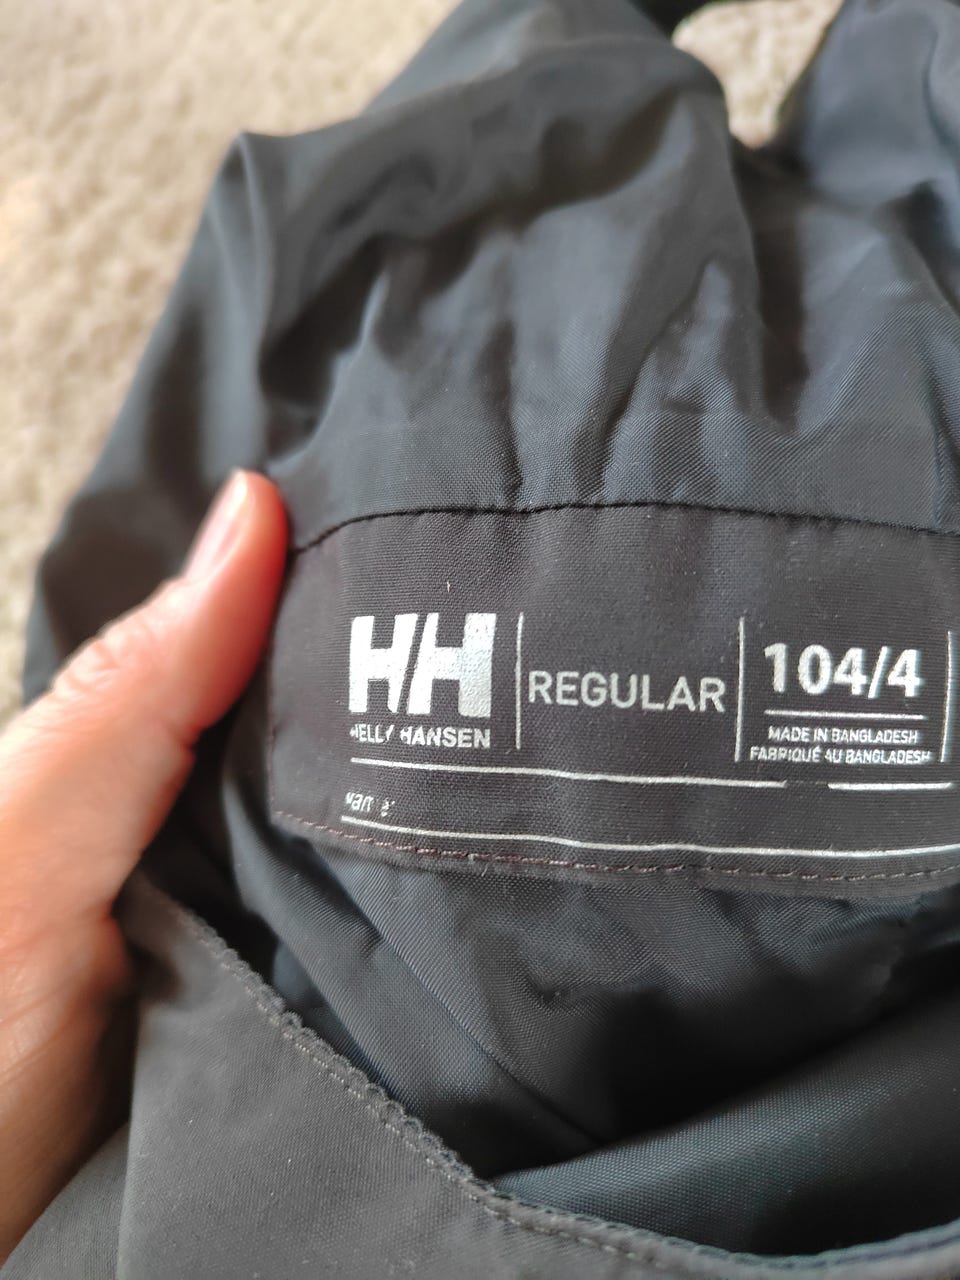 HH
HELLY HANSEN
REGULAR
104/4
MADE IN BANGLADESH
FABRIQUÉ AU BANGLADESH